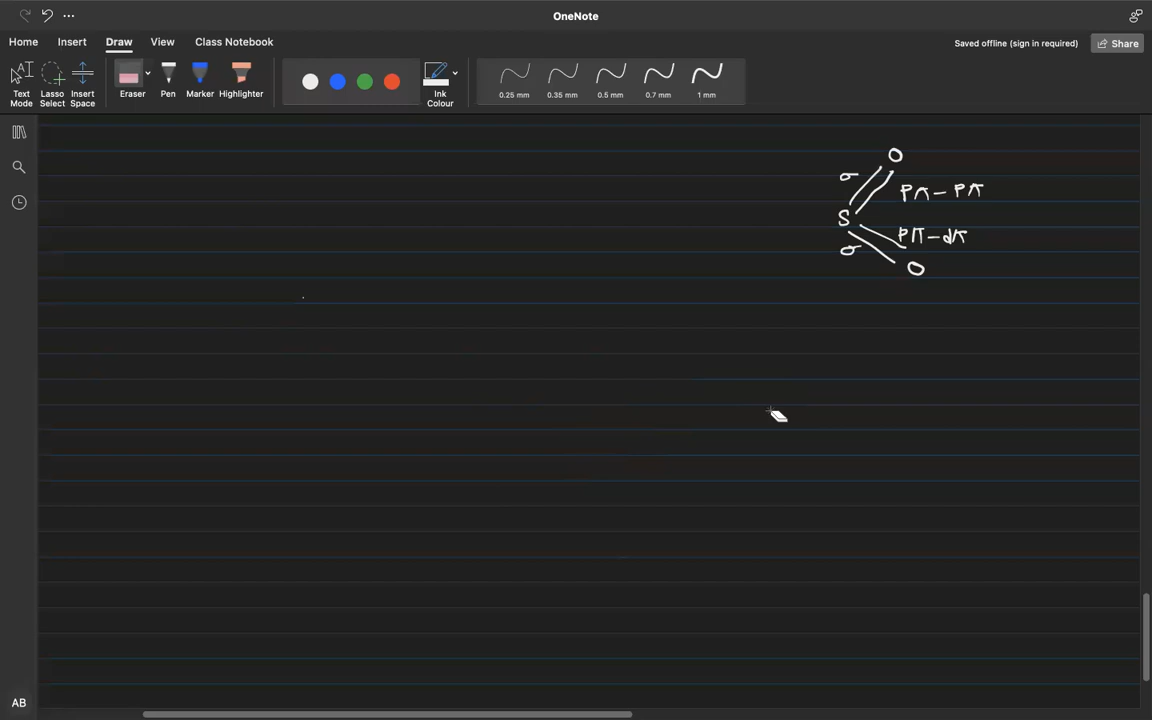 OneNote
Home Insert Draw View Class Notebook
Saved offline (sign in required) Share
Text Mode
Lasso Select
Insert Space
Eraser
Pen
Marker
Highlighter
Ink Colour
0.25 mm 0.35 mm 0.5 mm 0.7 mm 1 mm
O
σ
pπ - pπ
S
pπ - dπ
σ
O
AB